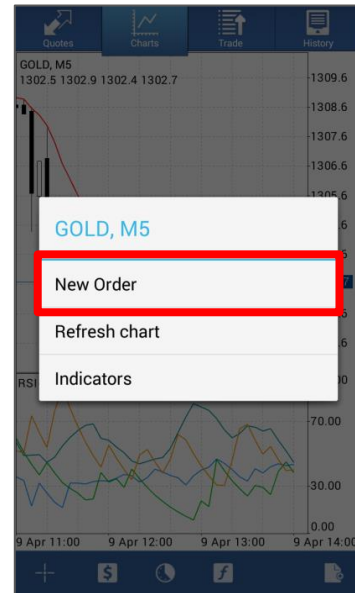 Quotes Charts Trade History
GOLD, M5
1302.5 1302.9 1302.4 1302.7
1309.6
1308.6
1307.6
1306.6
1305.6
GOLD, M5
New Order
Refresh chart
Indicators
RSI
70.00
30.00
0.00
9 Apr 11:00 9 Apr 12:00 9 Apr 13:00 9 Apr 14:00
$ f